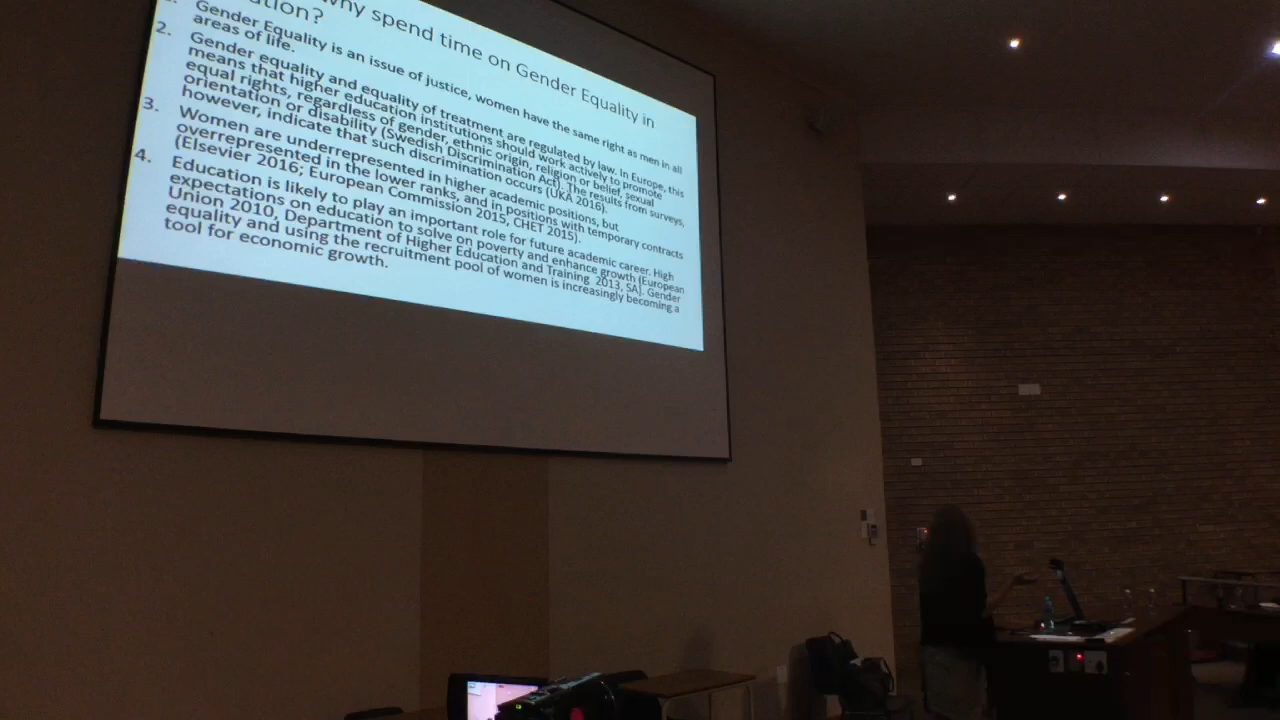 why spend time on Gender Equality in
ation?
1. Gender Equality is an issue of justice, women have the same right as men in all
areas of life.
2. Gender equality and equality of treatment are regulated by law. In Europe, this
means that higher education institutions should work actively to promote
equal rights, regardless of gender, ethnic origin, religion or belief, sexual
orientation or disability (Swedish Discrimination Act). The results from surveys,
however, indicate that such discrimination occurs (UKÄ 2016).
3. Women are underrepresented in higher academic positions, but
overrepresented in the lower ranks, and in positions with temporary contracts
(Elsevier 2016; European Commission 2015, CHET 2015).
4. Education is likely to play an important role for future academic career. High
expectations on education to solve on poverty and enhance growth (European
Union 2010, Department of Higher Education and Training 2013, SA). Gender
equality and using the recruitment pool of women is increasingly becoming a
tool for economic growth.